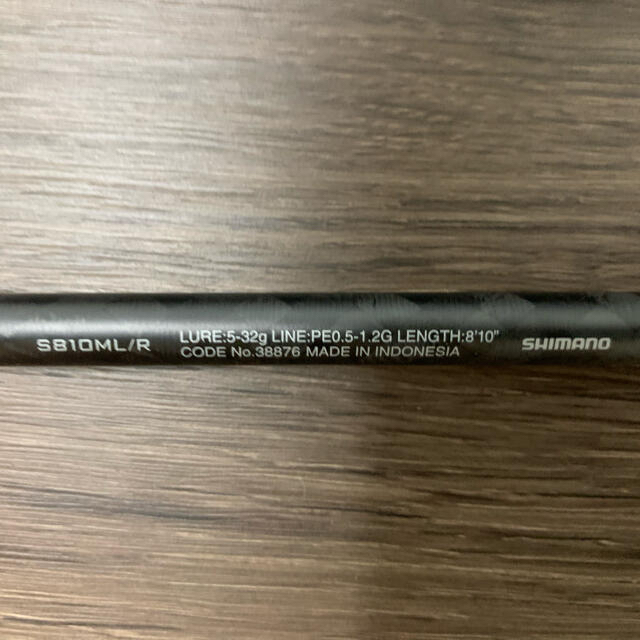 S810ML/R
LURE:5-32g LINE:PE0.5-1.2G LENGTH:8'10"
CODE No.38876 MADE IN INDONESIA
SHIMANO